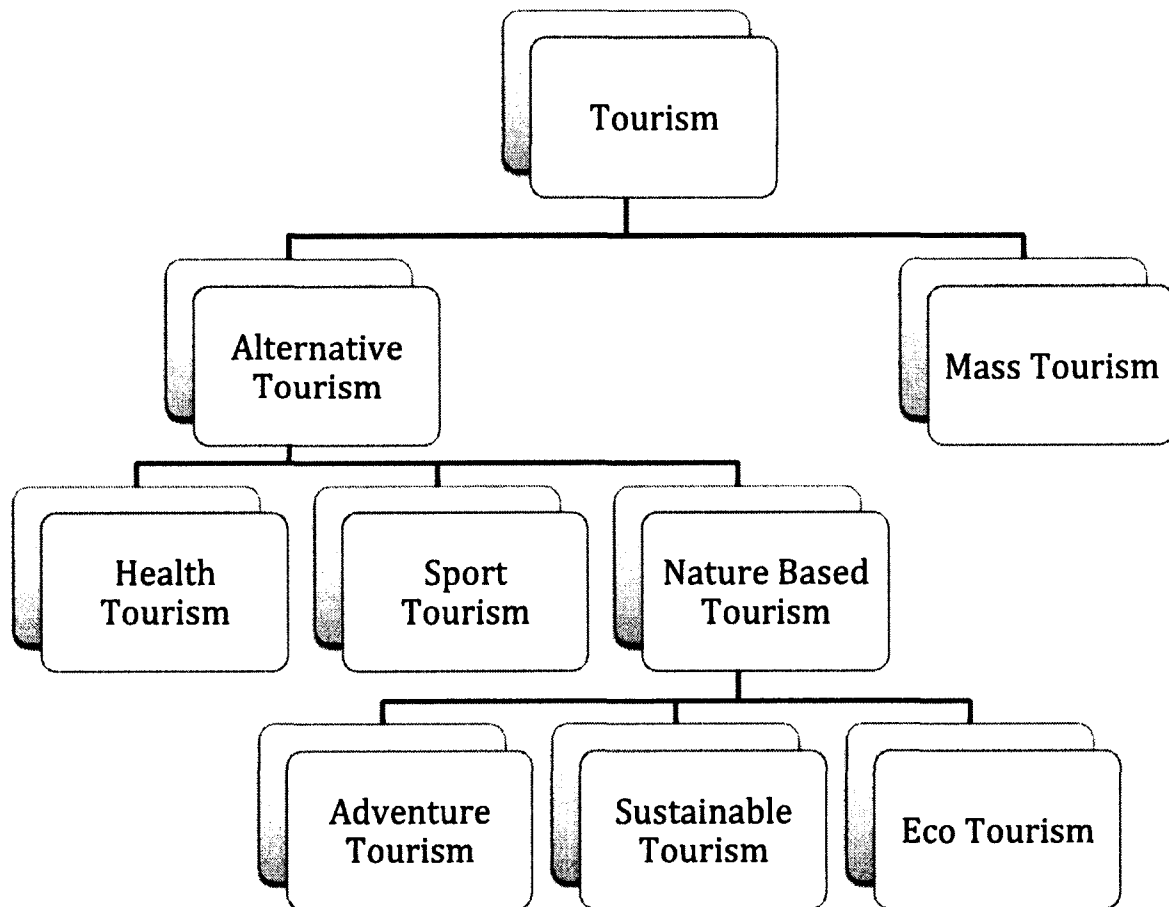 Tourism
Alternative
Tourism
Mass Tourism
Health
Tourism
Sport
Tourism
Nature Based
Tourism
Adventure
Tourism
Sustainable
Tourism
Eco Tourism